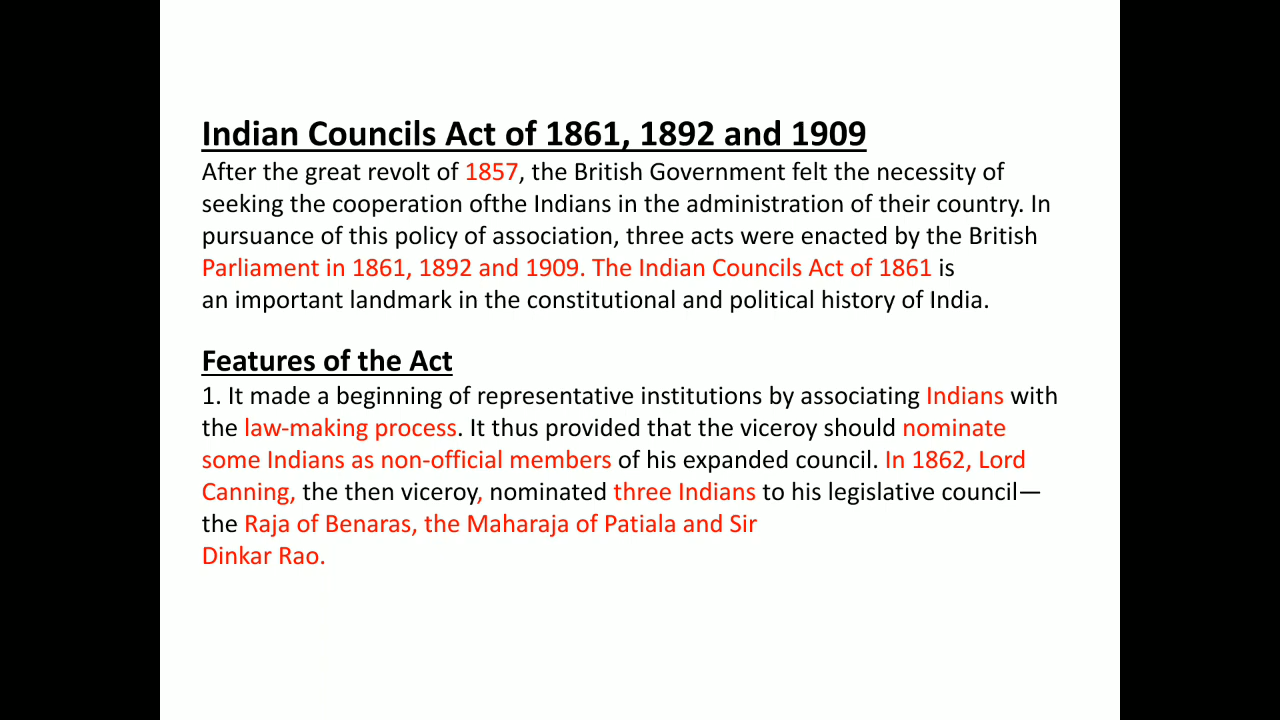 Indian Councils Act of 1861, 1892 and 1909
After the great revolt of 1857, the British Government felt the necessity of
seeking the cooperation ofthe Indians in the administration of their country. In
pursuance of this policy of association, three acts were enacted by the British
Parliament in 1861, 1892 and 1909. The Indian Councils Act of 1861 is
an important landmark in the constitutional and political history of India.
Features of the Act
1. It made a beginning of representative institutions by associating Indians with
the law-making process. It thus provided that the viceroy should nominate
some Indians as non-official members of his expanded council. In 1862, Lord
Canning, the then viceroy, nominated three Indians to his legislative council—
the Raja of Benaras, the Maharaja of Patiala and Sir
Dinkar Rao.